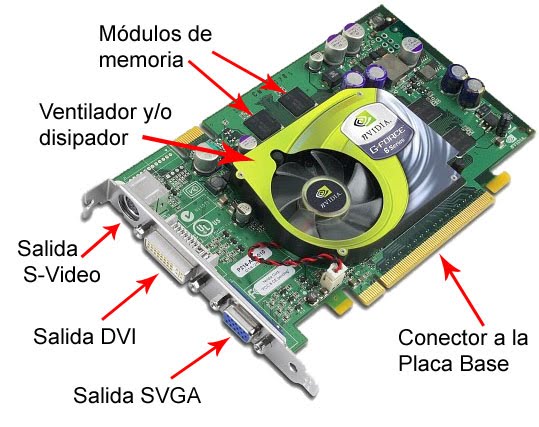 Módulos de
memoria
Ventilador y/o
disipador
nVIDIA.
G-FORCE
6 Series
nVIDIA.
Salida
S-Video
Salida DVI
Salida SVGA
Conector a la
Placa Base